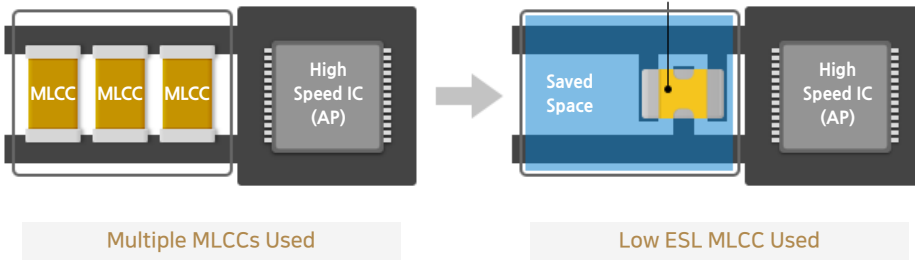 MLCC MLCC MLCC
High
Speed IC
(AP)
Saved
Space
High
Speed IC
(AP)
Multiple MLCCs Used
Low ESL MLCC Used